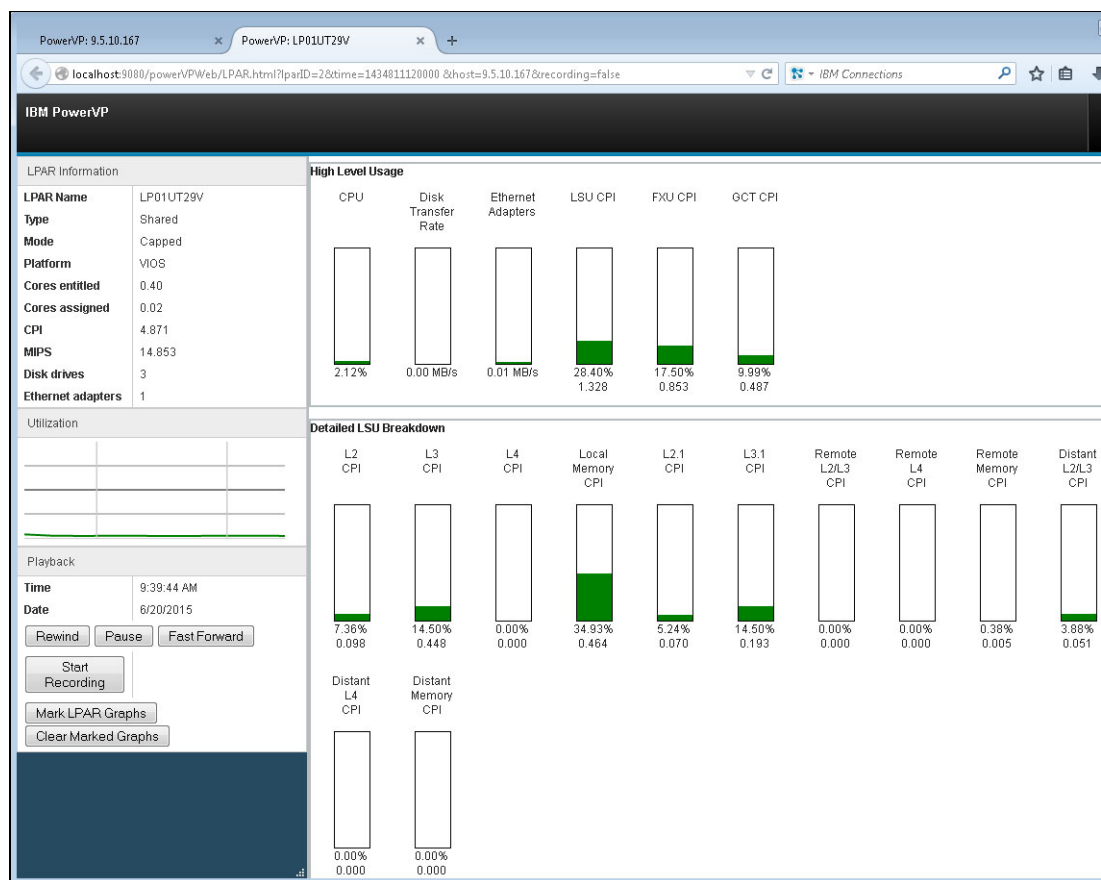 PowerVP: 9.5.10.167 × PowerVP: LP01UT29V × +
localhost:9080/powerVPWeb/LPAR.html?lparID=2&time=1434811120000 &host=9.5.10.167&recording=false IBM Connections
IBM PowerVP
LPAR Information
LPAR Name LP01UT29V
Type Shared
Mode Capped
Platform VIOS
Cores entitled 0.40
Cores assigned 0.02
CPI 4.871
MIPS 14.853
Disk drives 3
Ethernet adapters 1
Utilization
Playback
Time 9:39:44 AM
Date 6/20/2015
Rewind Pause Fast Forward
Start
Recording
Mark LPAR Graphs
Clear Marked Graphs
High Level Usage
CPU Disk Ethernet LSU CPI FXU CPI GCT CPI
Transfer Adapters
Rate
2.12% 0.00 MB/s 0.01 MB/s 28.40% 17.50% 9.99%
1.328 0.853 0.487
Detailed LSU Breakdown
L2 L3 L4 Local L2.1 L3.1 Remote Remote Remote Distant
CPI CPI CPI Memory CPI CPI L2/L3 L4 Memory L2/L3
CPI CPI CPI CPI CPI
7.36% 14.50% 0.00% 34.93% 5.24% 14.50% 0.00% 0.00% 0.38% 3.88%
0.098 0.448 0.000 0.464 0.070 0.193 0.000 0.000 0.005 0.051
Distant Distant
L4 Memory
CPI CPI
0.00% 0.00%
0.000 0.000